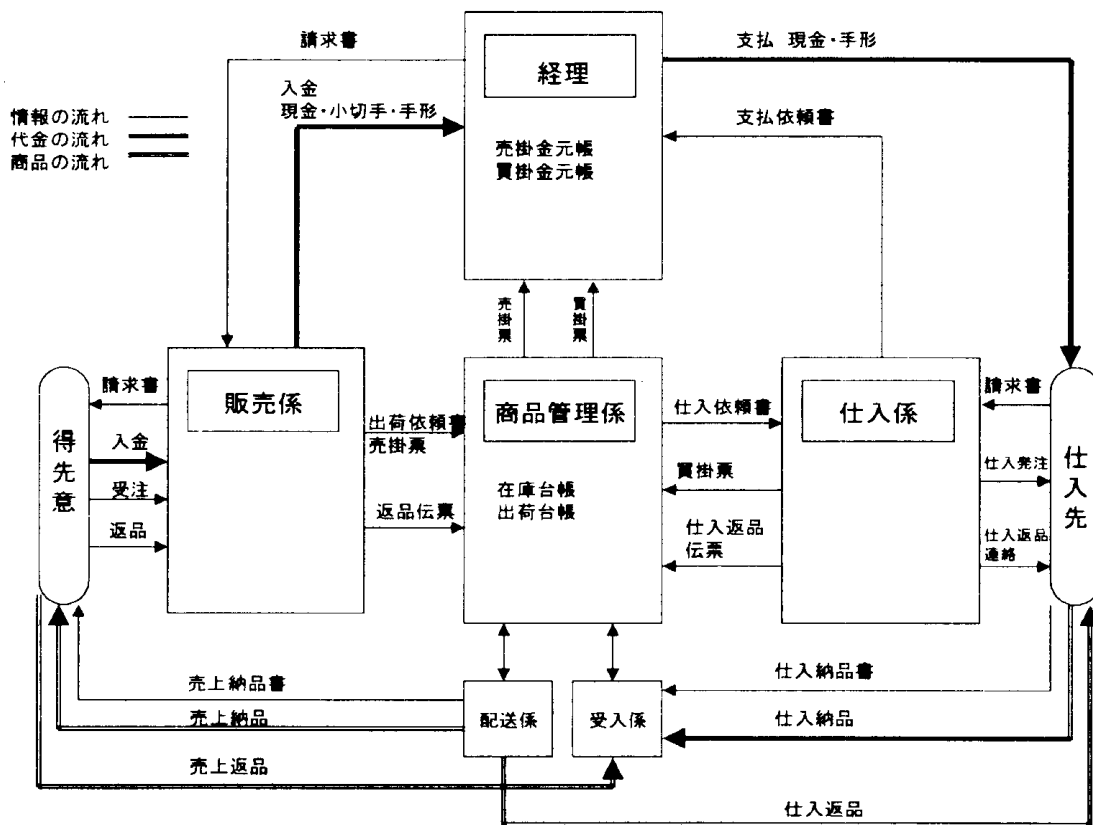 請求書
支払 現金・手形
経理
入金
現金・小切手・手形
情報の流れ
代金の流れ
商品の流れ
支払依頼書
売掛金元帳
買掛金元帳
売掛票
買掛票
請求書
販売係
商品管理係
仕入依頼書
仕入係
請求書
出荷依頼書
売掛票
得先意
入金
受注
返品
返品伝票
在庫台帳
出荷台帳
買掛票
仕入返品
伝票
仕入発注
仕入返品
連絡
仕入先
売上納品書
売上納品
売上返品
配送係
受入係
仕入納品書
仕入納品
仕入返品